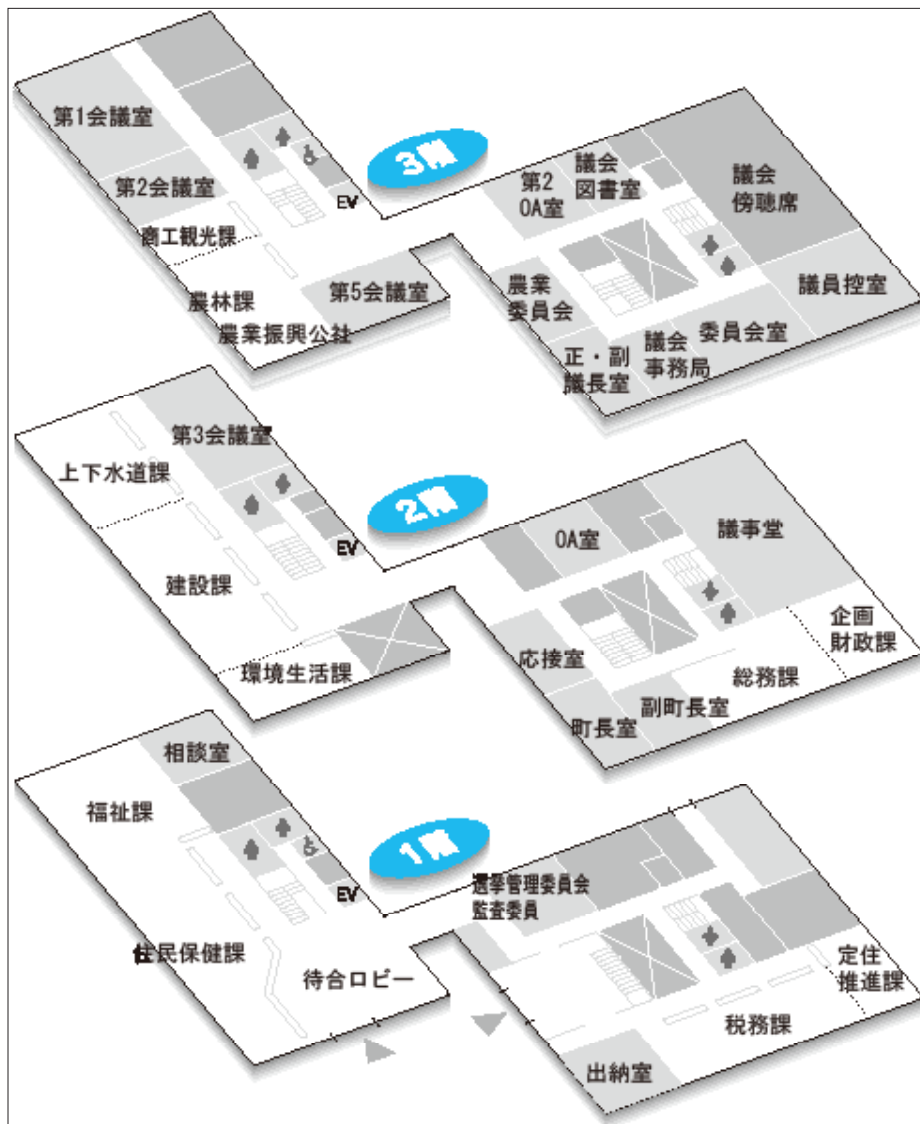 3階
第1会議室
第2会議室
商工観光課
農林課
農業振興公社
第5会議室
EV
第2
OA室
議会
図書室
議会
傍聴席
議員控室
農業
委員会
正・副
議長室
議会
事務局
委員会室
2階
第3会議室
上下水道課
建設課
環境生活課
EV
OA室
議事堂
企画
財政課
応接室
町長室
副町長室
総務課
1階
相談室
福祉課
住民保健課
待合ロビー
EV
選挙管理委員会
監査委員
定住
推進課
税務課
出納室